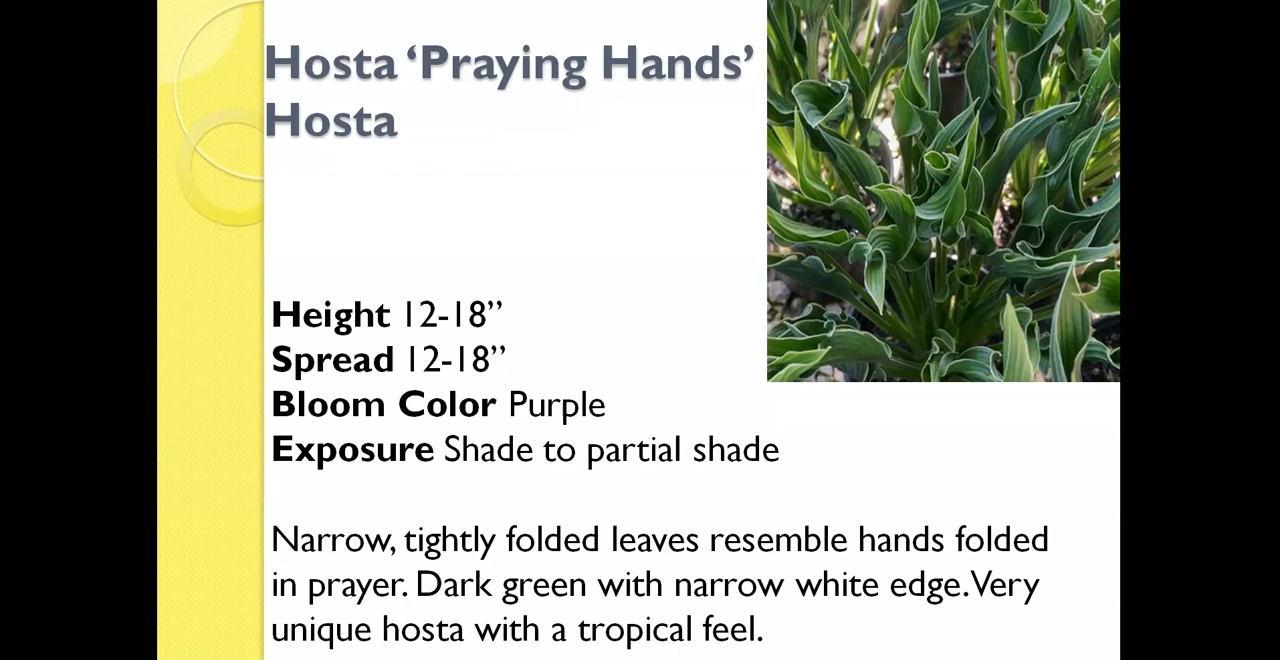 Hosta ‘Praying Hands’
Hosta
Height 12-18”
Spread 12-18”
Bloom Color Purple
Exposure Shade to partial shade
Narrow, tightly folded leaves resemble hands folded
in prayer. Dark green with narrow white edge. Very
unique hosta with a tropical feel.